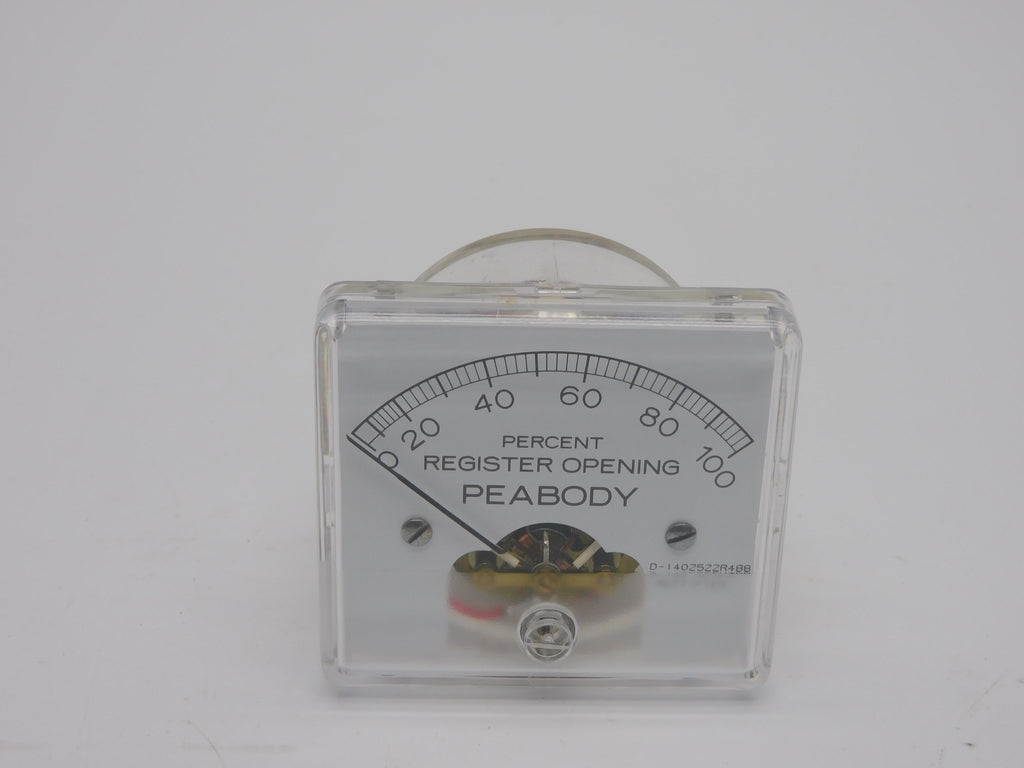 0 20 40 60 80 100
PERCENT
REGISTER OPENING
PEABODY
D-1402522R488